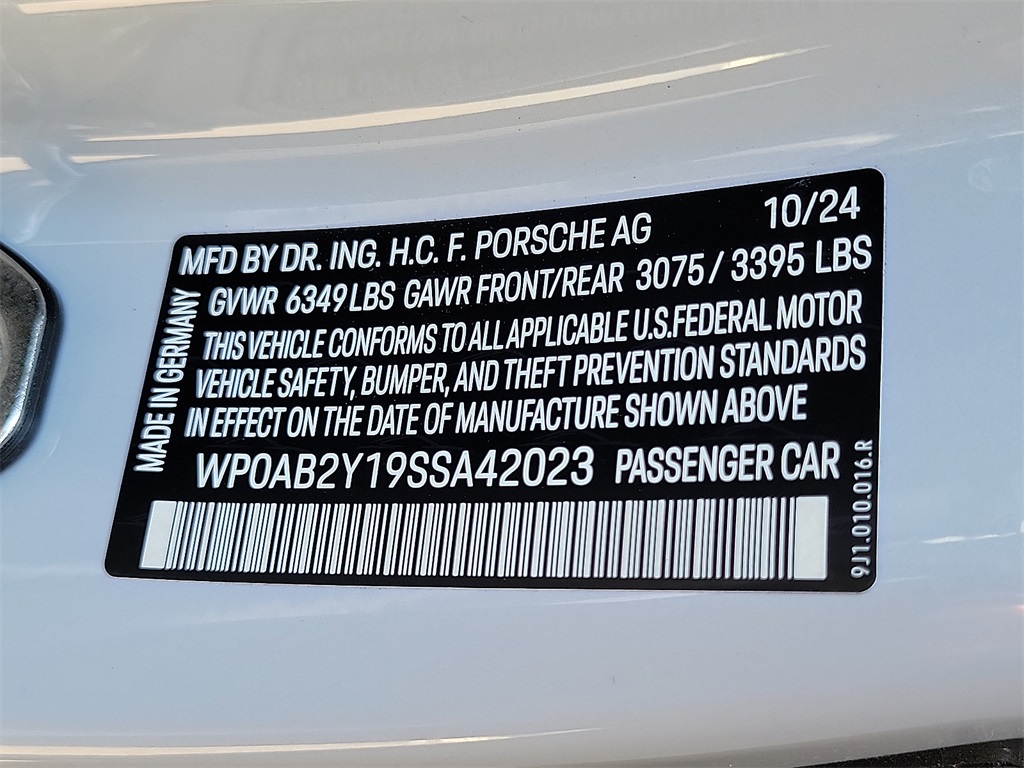 MFD BY DR. ING. H.C. F. PORSCHE AG 10/24
GVWR 6349 LBS GAWR FRONT/REAR 3075 / 3395 LBS
THIS VEHICLE CONFORMS TO ALL APPLICABLE U.S.FEDERAL MOTOR
VEHICLE SAFETY, BUMPER, AND THEFT PREVENTION STANDARDS
IN EFFECT ON THE DATE OF MANUFACTURE SHOWN ABOVE
WP0AB2Y19SSA42023 PASSENGER CAR
MADE IN GERMANY
9J1.010.016.R